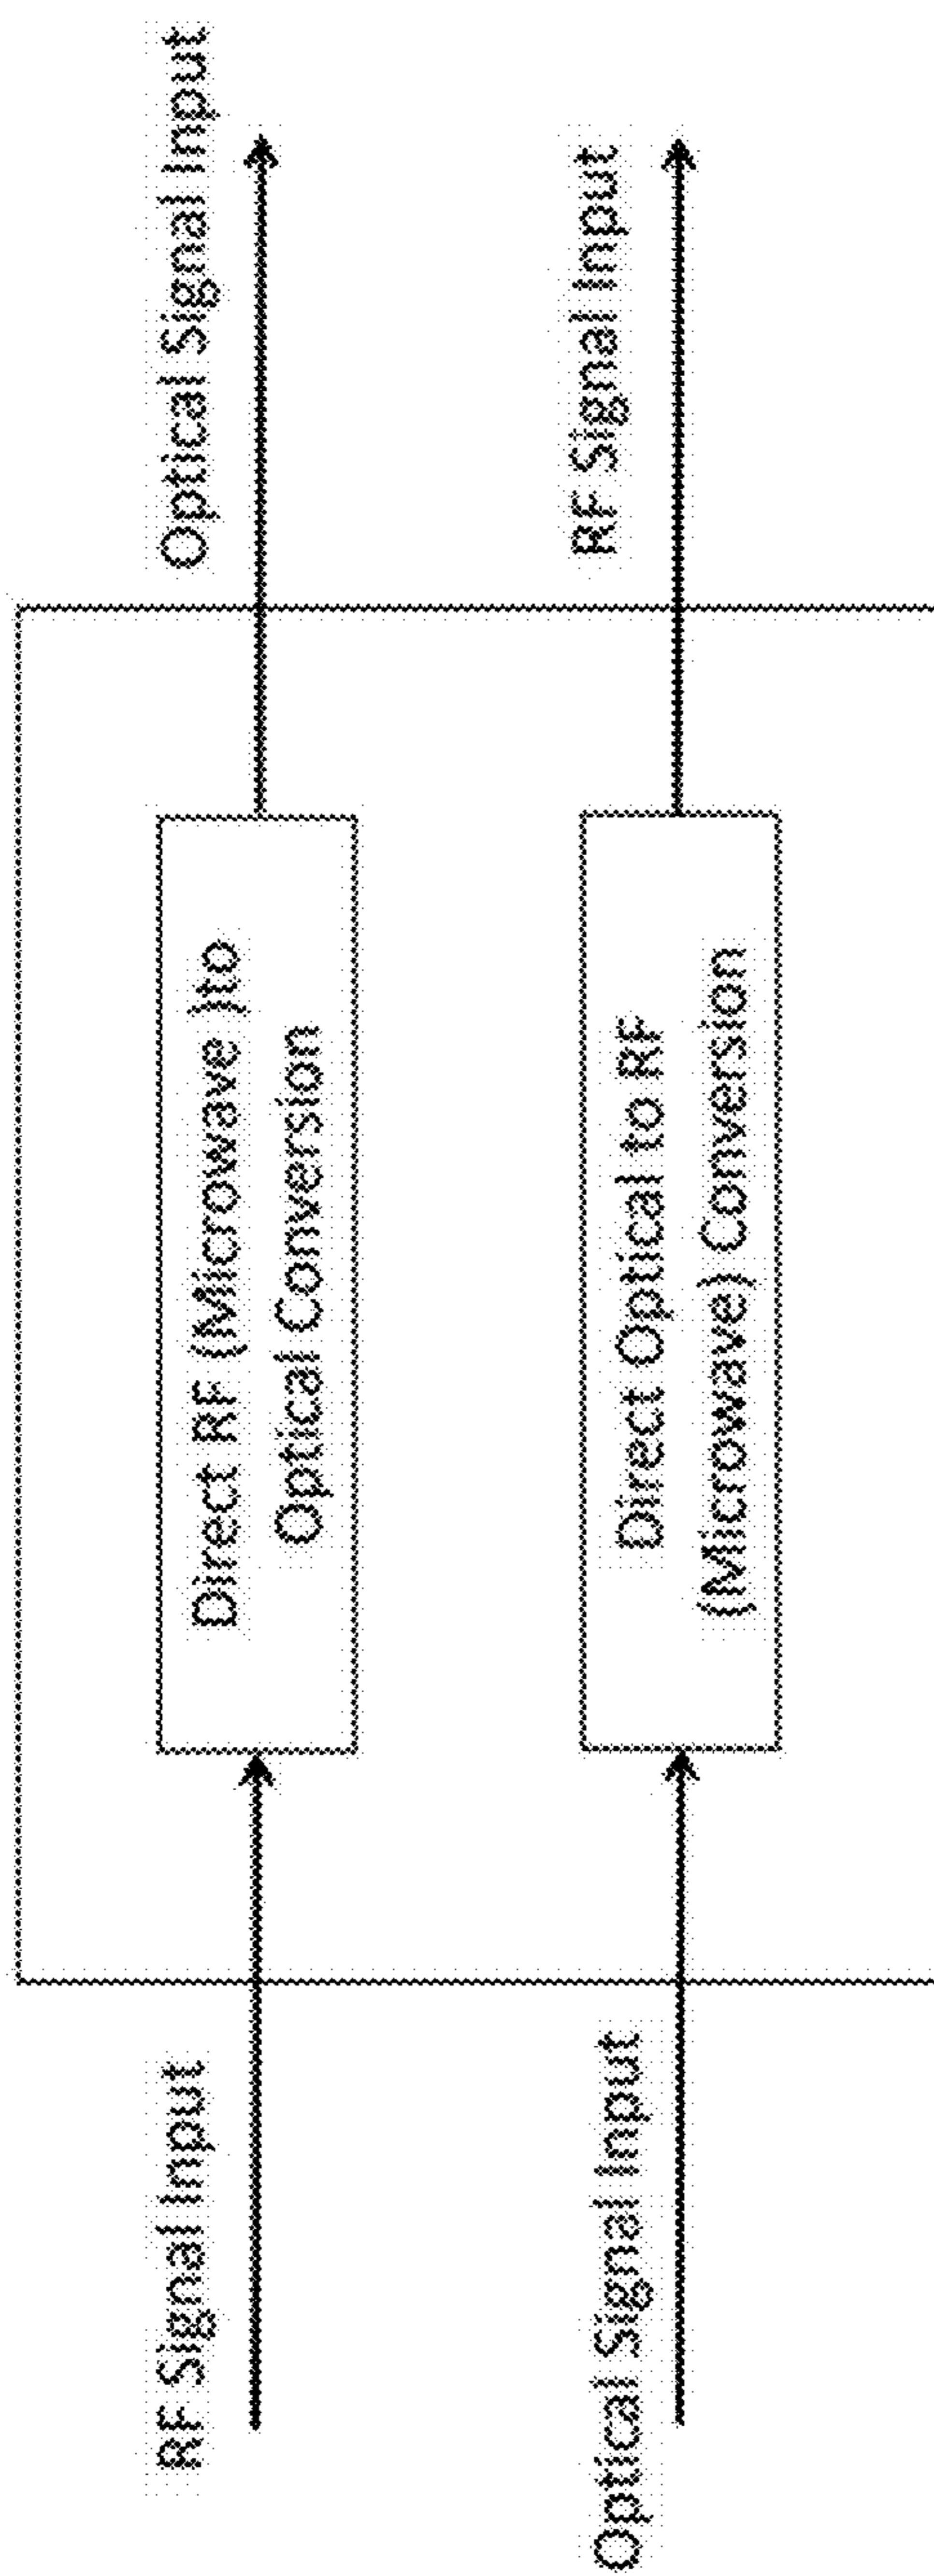 RF Signal Input
Direct RF (Microwave )to
Optical Conversion
Optical Signal Input
Optical Signal Input
Direct Optical to RF
(Microwave) Conversion
RF Signal Input